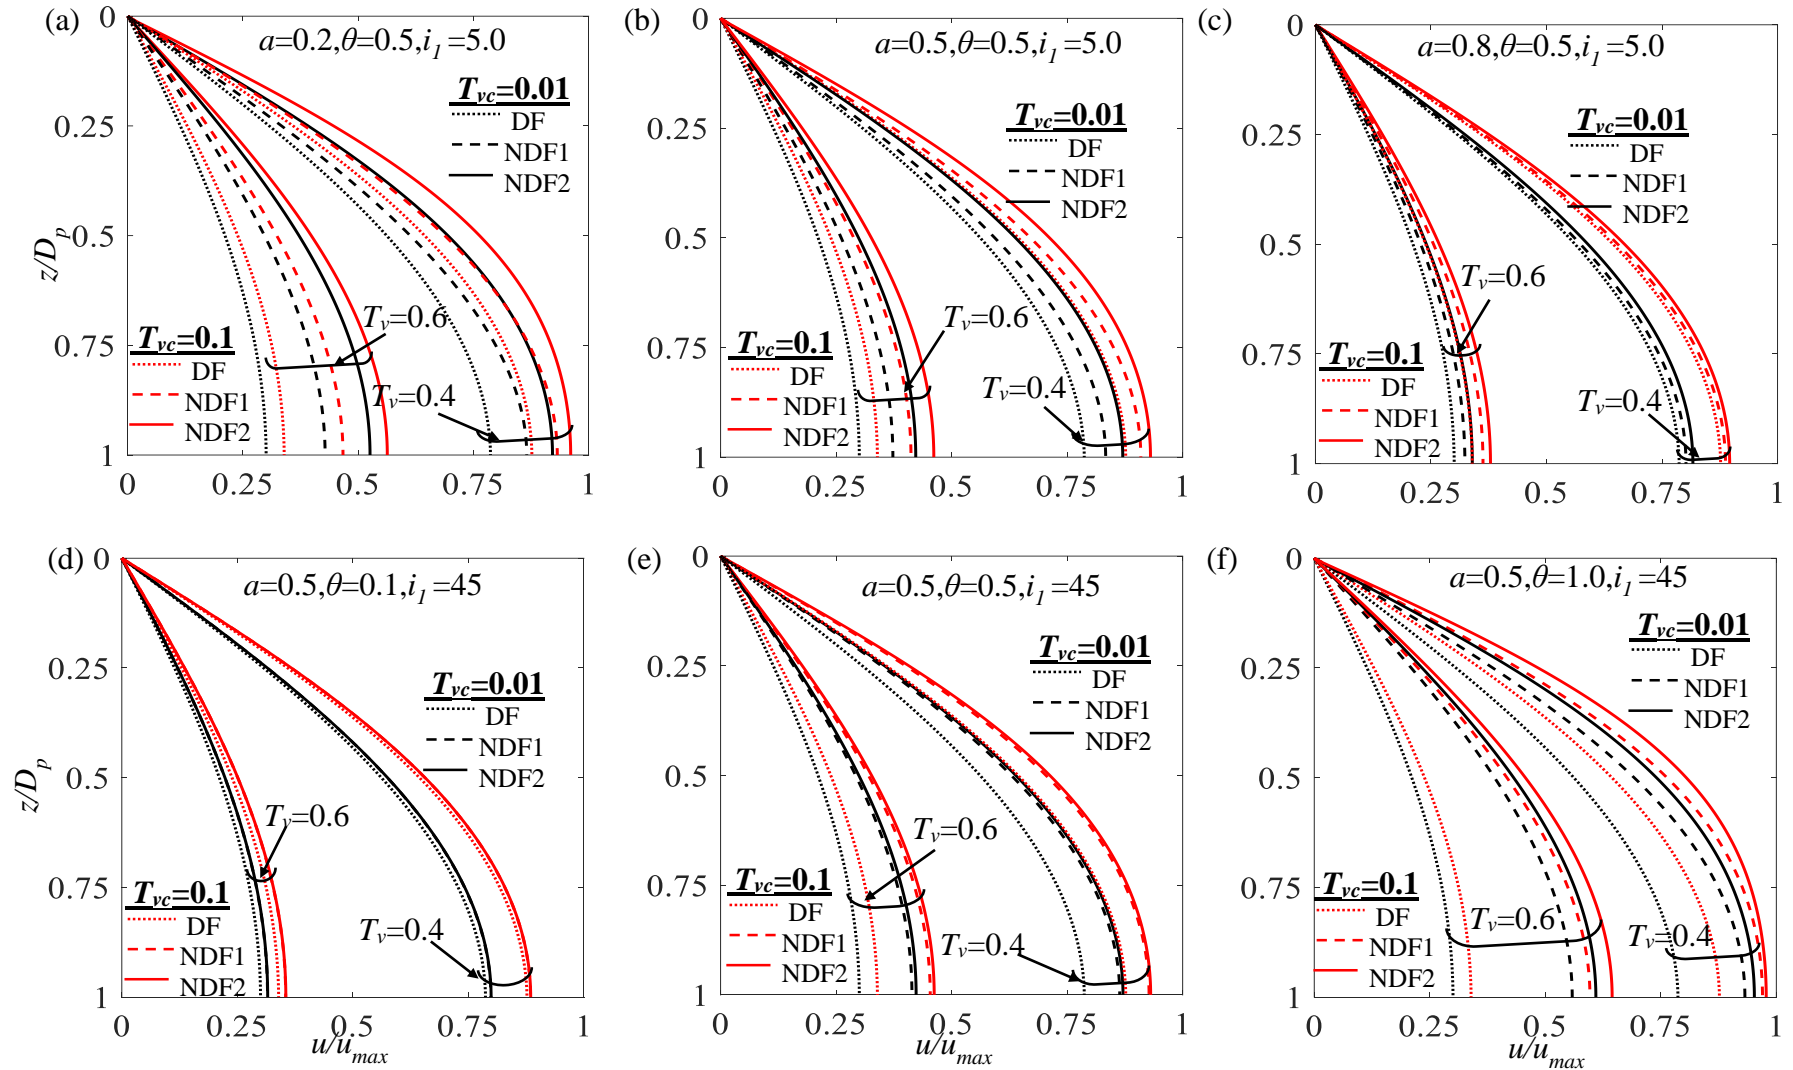 (a)
a=0.2,θ=0.5,i1=5.0
Tvc=0.01
DF
NDF1
NDF2
Tv=0.6
Tv=0.4
Tvc=0.1
DF
NDF1
NDF2
z/Dp
0
0.25
0.5
0.75
1
0 0.25 0.5 0.75 1
(b)
a=0.5,θ=0.5,i1=5.0
Tvc=0.01
DF
NDF1
NDF2
Tv=0.6
Tv=0.4
Tvc=0.1
DF
NDF1
NDF2
0
0.25
0.5
0.75
1
0 0.25 0.5 0.75 1
(c)
a=0.8,θ=0.5,i1=5.0
Tvc=0.01
DF
NDF1
NDF2
Tv=0.6
Tv=0.4
Tvc=0.1
DF
NDF1
NDF2
0
0.25
0.5
0.75
1
0 0.25 0.5 0.75 1
(d)
a=0.5,θ=0.1,i1=45
Tvc=0.01
DF
NDF1
NDF2
Tv=0.6
Tv=0.4
Tvc=0.1
DF
NDF1
NDF2
z/Dp
0
0.25
0.5
0.75
1
0 0.25 0.5 0.75 1
u/umax
(e)
a=0.5,θ=0.5,i1=45
Tvc=0.01
DF
NDF1
NDF2
Tv=0.6
Tv=0.4
Tvc=0.1
DF
NDF1
NDF2
0
0.25
0.5
0.75
1
0 0.25 0.5 0.75 1
u/umax
(f)
a=0.5,θ=1.0,i1=45
Tvc=0.01
DF
NDF1
NDF2
Tv=0.6
Tv=0.4
Tvc=0.1
DF
NDF1
NDF2
0
0.25
0.5
0.75
1
0 0.25 0.5 0.75 1
u/umax